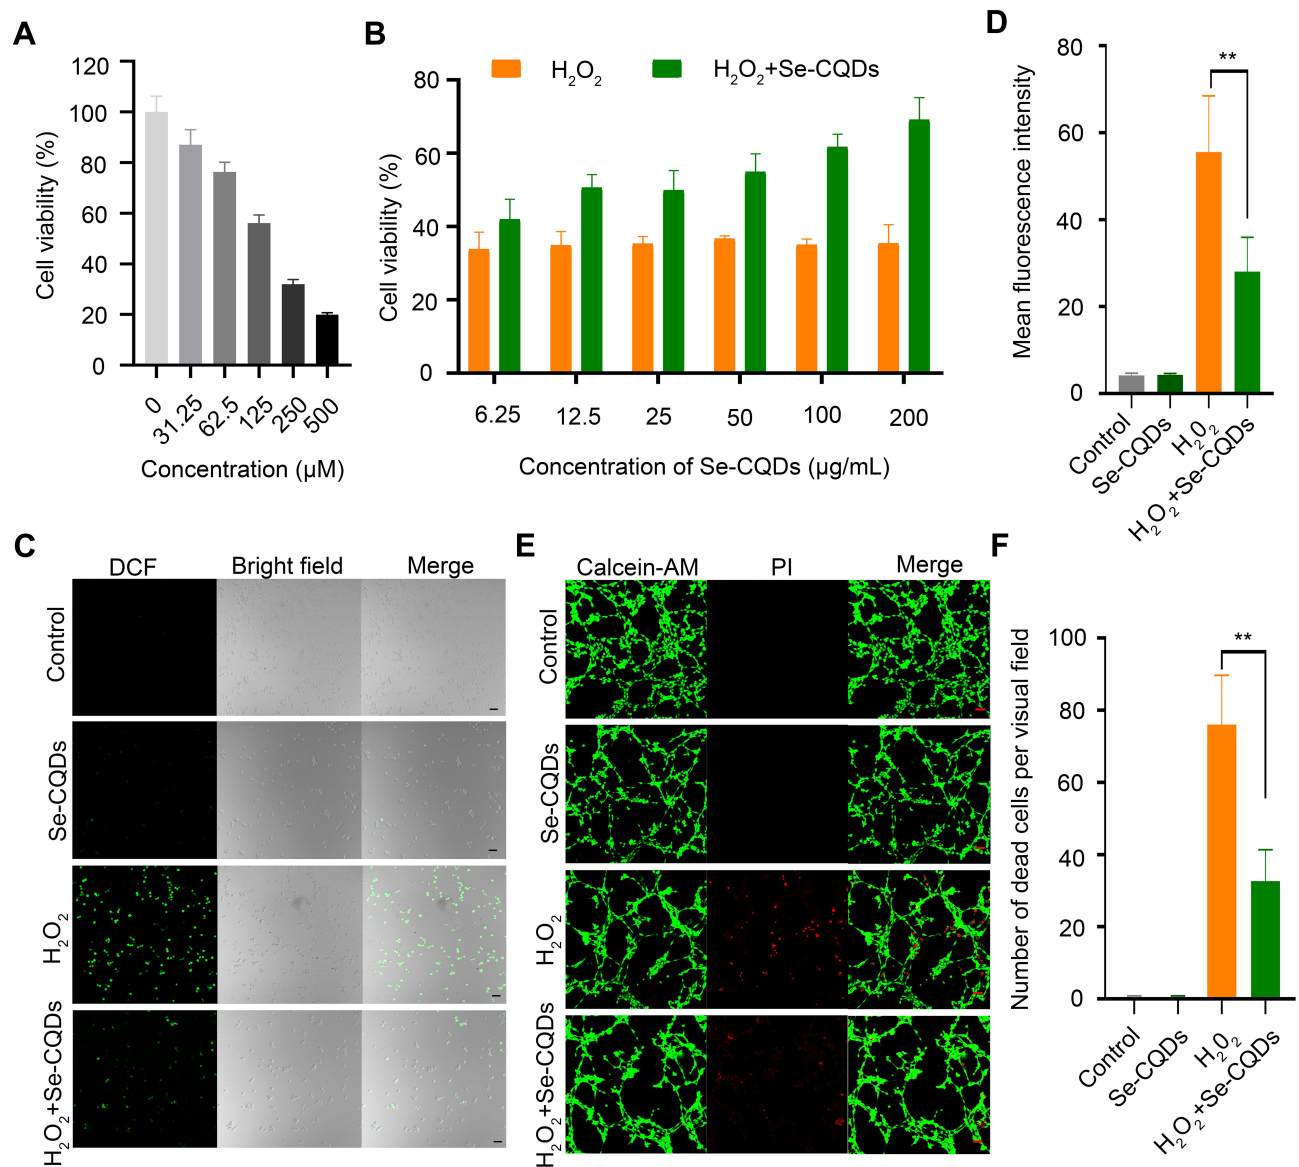 A
Cell viability (%)
120
100
80
60
40
20
0
0
31.25
62.5
125
250
500
Concentration (μM)
B
H₂O₂
H₂O₂+Se-CQDs
Cell viability (%)
80
60
40
20
0
6.25
12.5
25
50
100
200
Concentration of Se-CQDs (μg/mL)
D
Mean fluorescence intensity
80
60
40
20
0
**
Control
Se-CQDs
H₂0₂
H₂O₂+Se-CQDs
C
DCF
Bright field
Merge
Control
Se-CQDs
H₂O₂
H₂O₂+Se-CQDs
E
Calcein-AM
PI
Merge
Control
Se-CQDs
H₂O₂
H₂O₂+Se-CQDs
F
Number of dead cells per visual field
100
80
60
40
20
0
**
Control
Se-CQDs
H₂0₂
H₂O₂+Se-CQDs